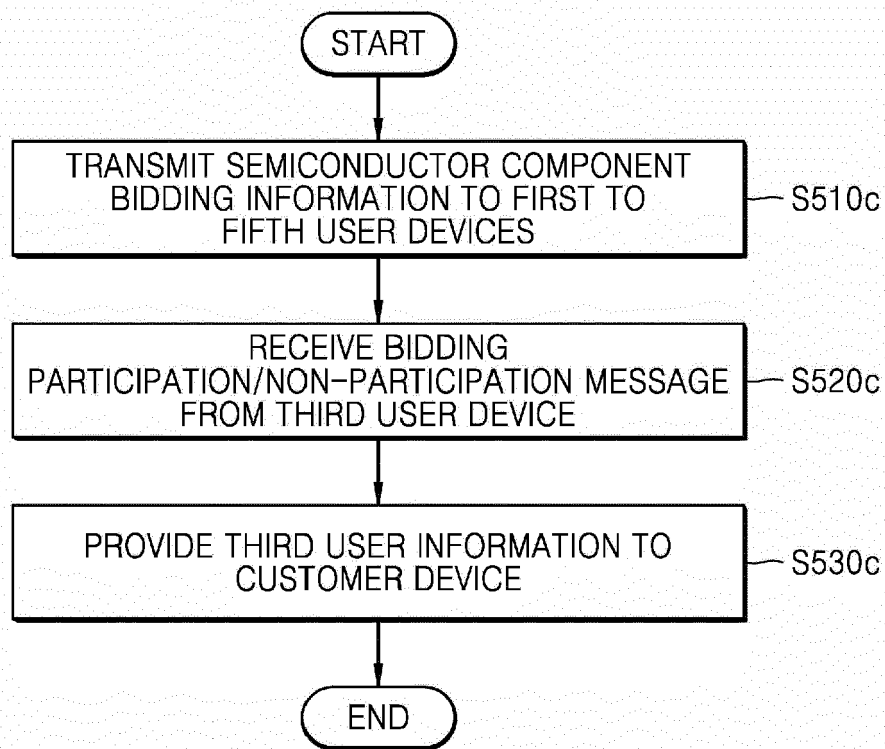 START
TRANSMIT SEMICONDUCTOR COMPONENT
BIDDING INFORMATION TO FIRST TO
FIFTH USER DEVICES
S510c
RECEIVE BIDDING
PARTICIPATION/NON-PARTICIPATION MESSAGE
FROM THIRD USER DEVICE
S520c
PROVIDE THIRD USER INFORMATION TO
CUSTOMER DEVICE
S530c
END